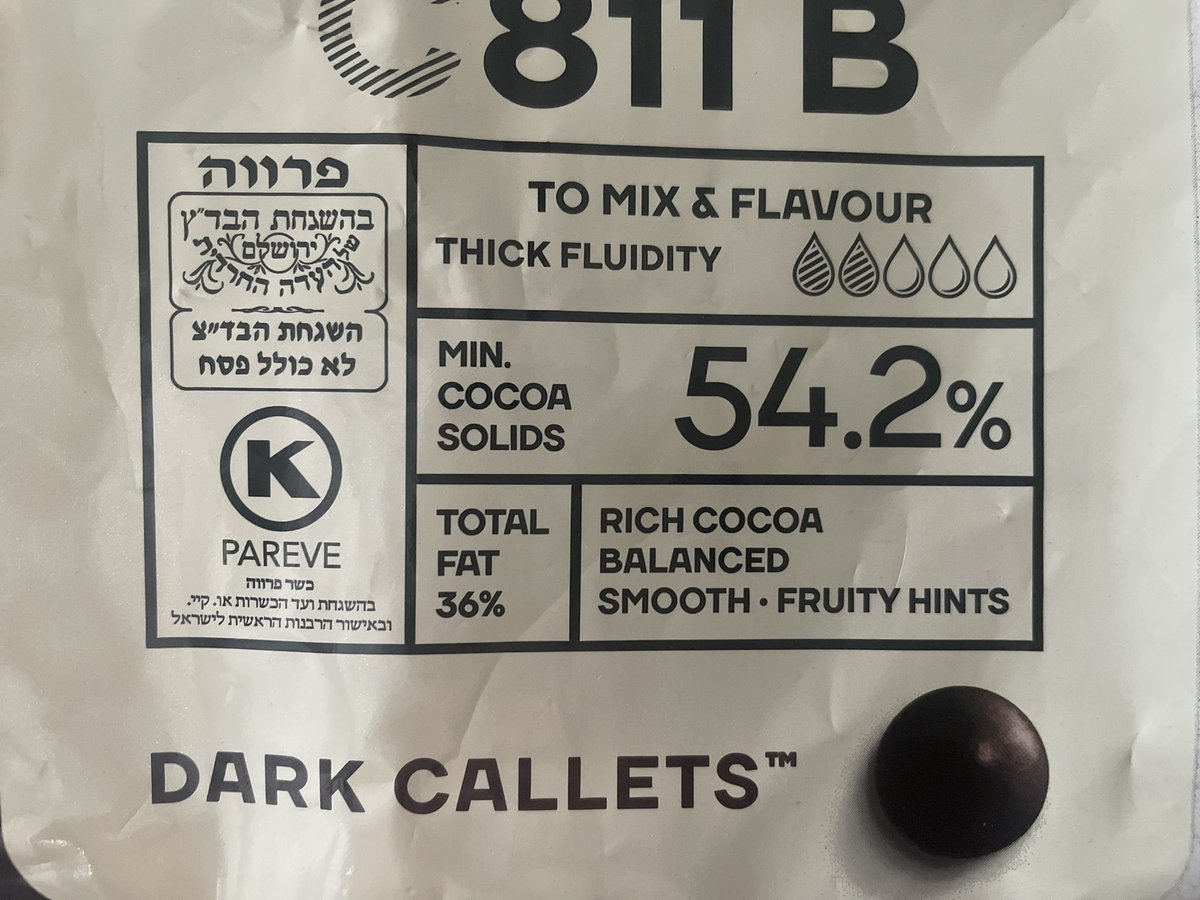 C811 B
פרווה
בהשגחת הבד״ץ
ירושלם
העדה החרדית
השגחת הבד״צ
לא כולל פסח
K
PAREVE
כשר פרווה
בהשגחת ועד הכשרות או. קיי.
ובאישור הרבנות הראשית לישראל
TO MIX & FLAVOUR
THICK FLUIDITY
MIN.
COCOA
SOLIDS
54.2%
TOTAL
FAT
36%
RICH COCOA
BALANCED
SMOOTH • FRUITY HINTS
DARK CALLETS™